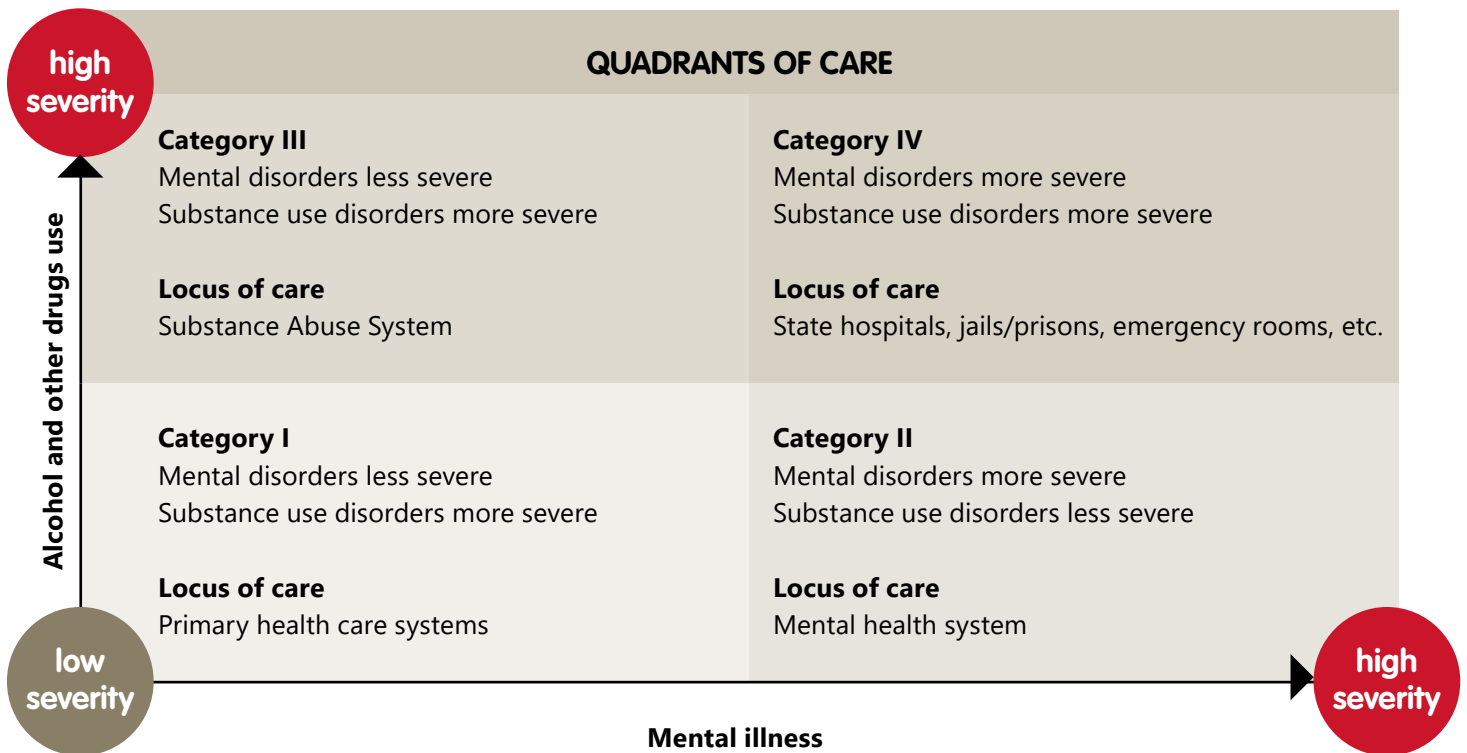 high
severity
QUADRANTS OF CARE
Category III
Mental disorders less severe
Substance use disorders more severe
Locus of care
Substance Abuse System
Category IV
Mental disorders more severe
Substance use disorders more severe
Locus of care
State hospitals, jails/prisons, emergency rooms, etc.
Alcohol and other drugs use
Category I
Mental disorders less severe
Substance use disorders more severe
Locus of care
Primary health care systems
Category II
Mental disorders more severe
Substance use disorders less severe
Locus of care
Mental health system
low
severity
high
severity
Mental illness